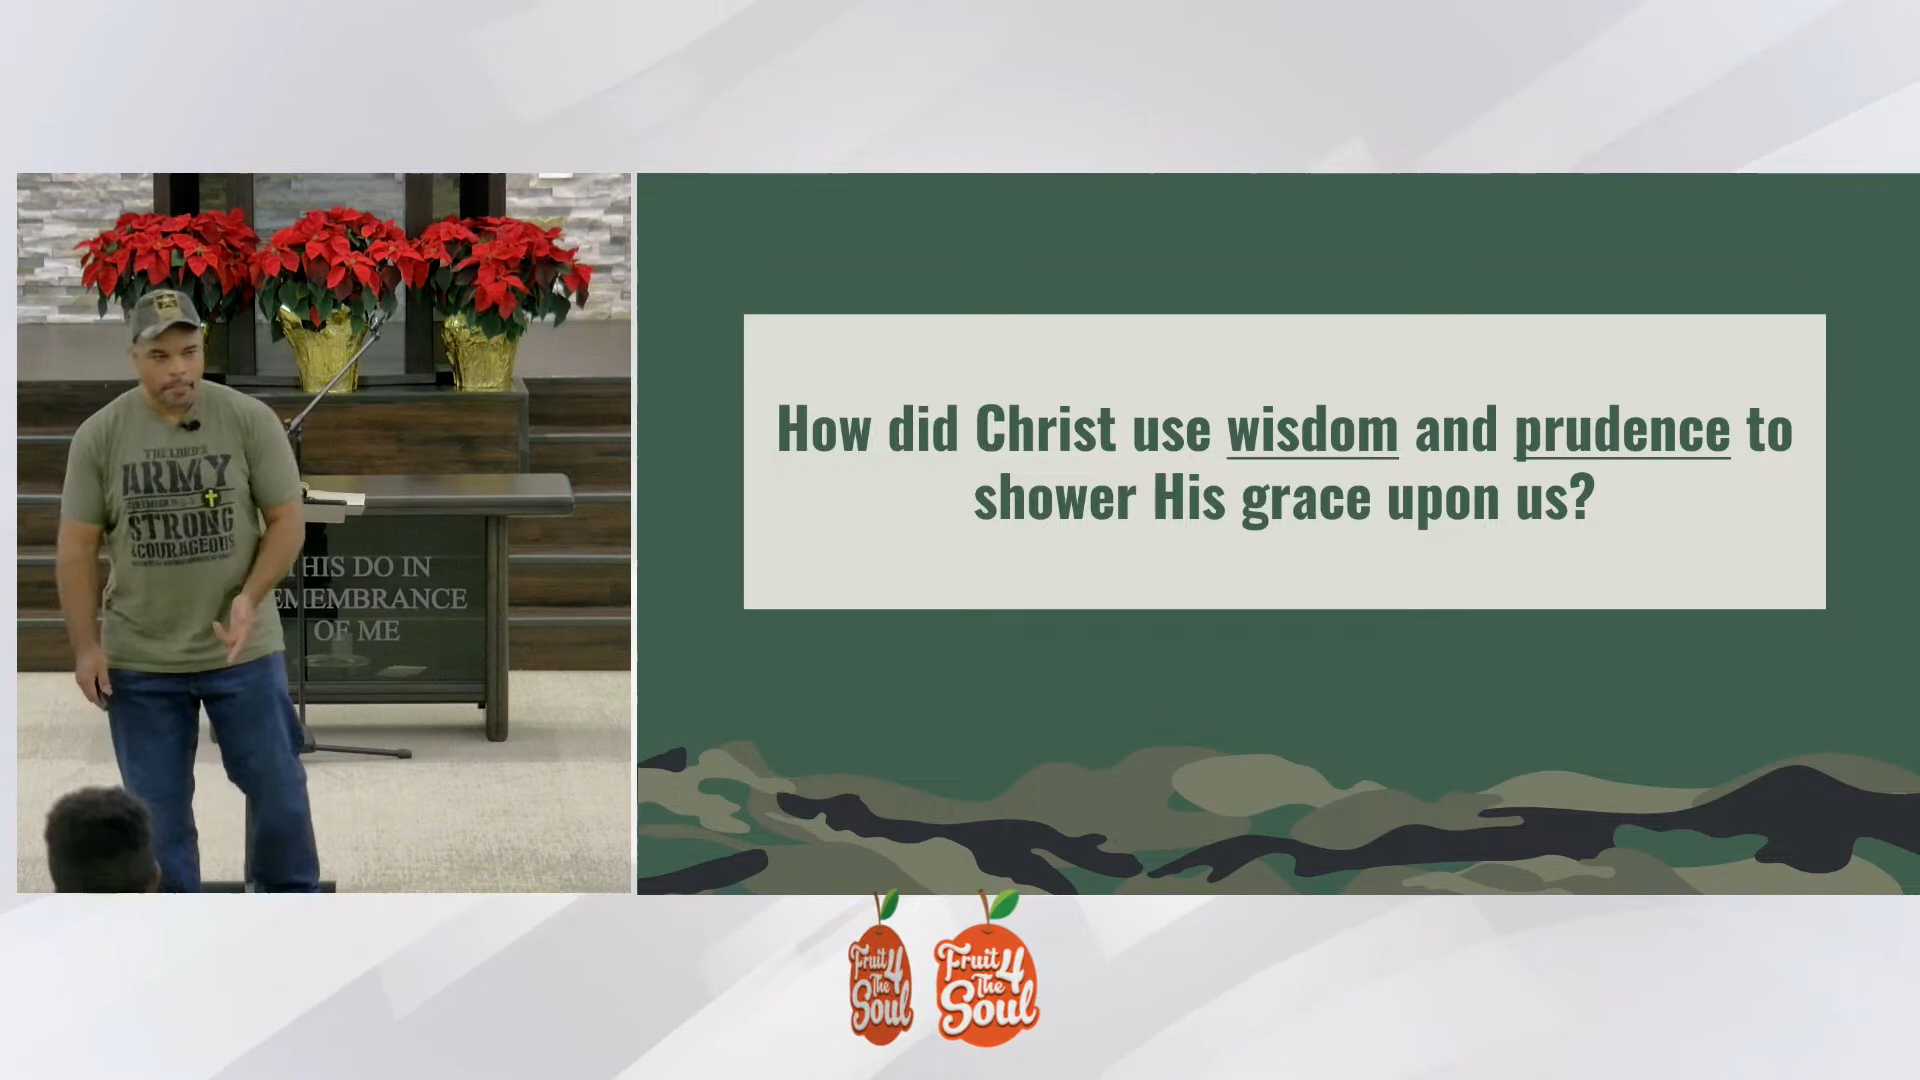 THE LORD'S
ARMY
STRONG
&COURAGEOUS
THIS DO IN
EMEMBRANCE
OF ME
How did Christ use wisdom and prudence to
shower His grace upon us?
Fruit 4
The
Soul
Fruit 4
The
Soul